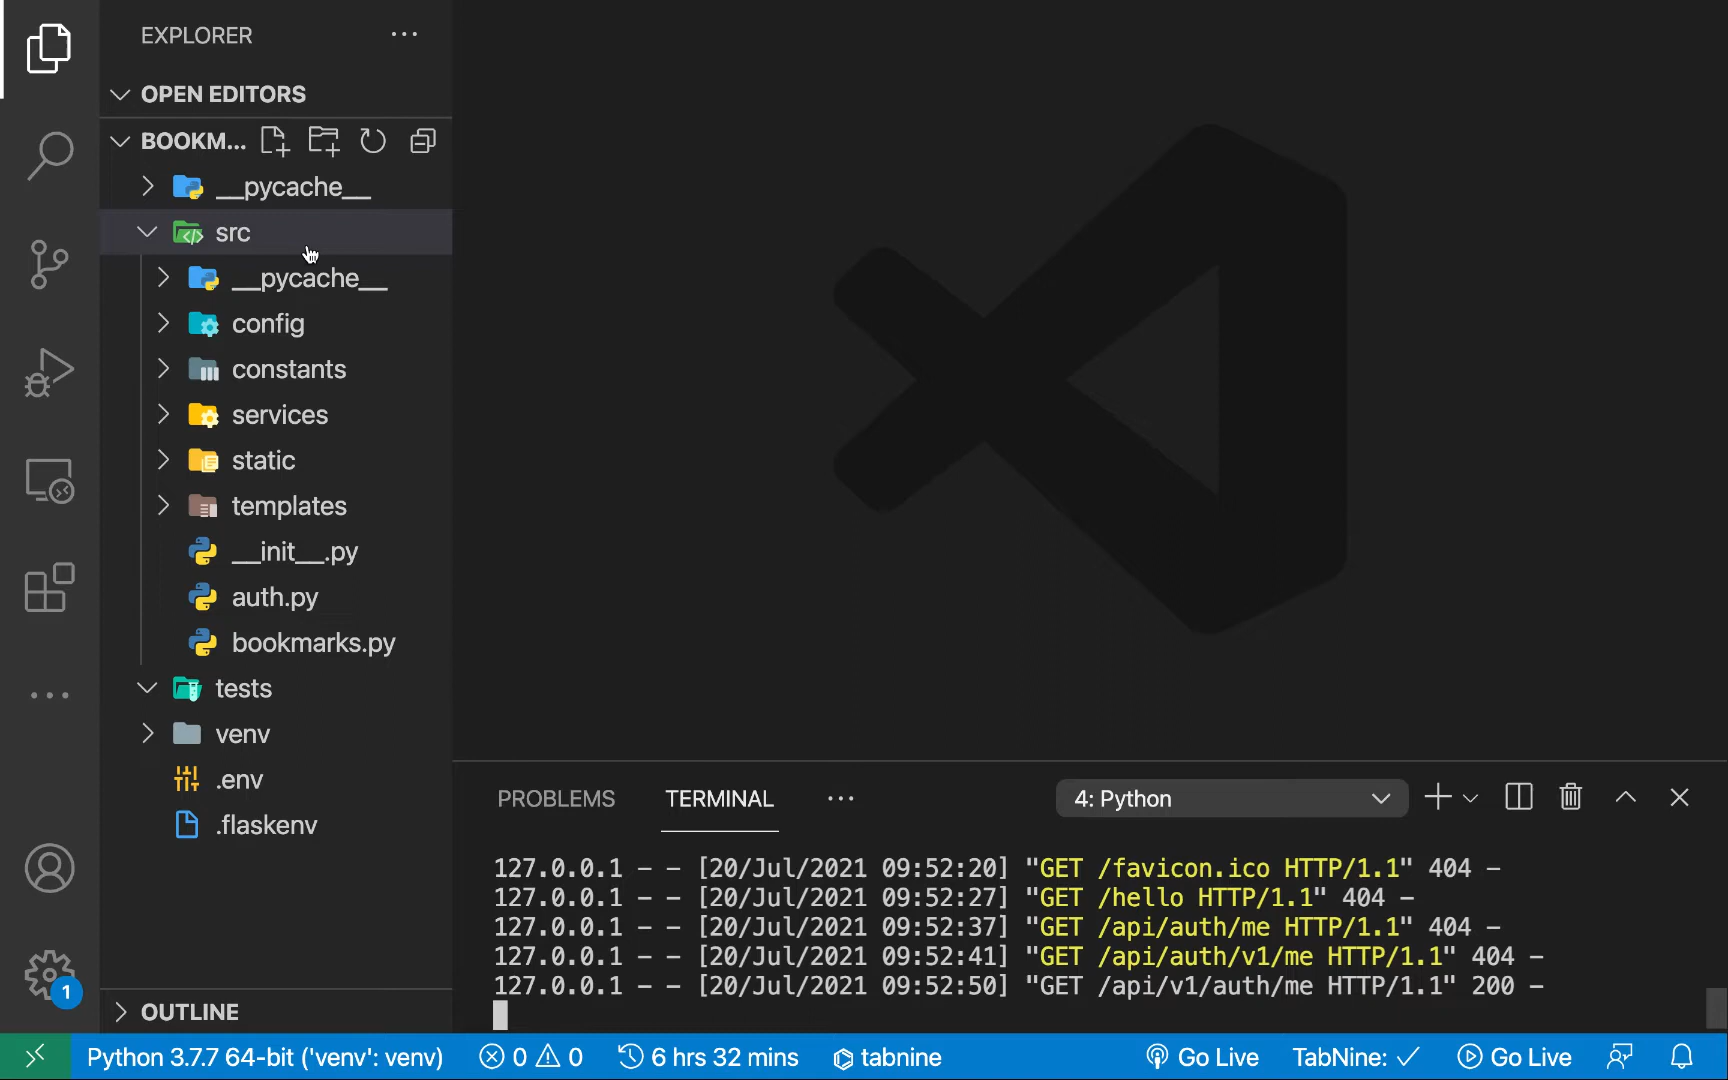 EXPLORER
OPEN EDITORS
BOOKM...
__pycache__
src
__pycache__
config
constants
services
static
templates
__init__.py
auth.py
bookmarks.py
tests
venv
.env
.flaskenv
OUTLINE
PROBLEMS TERMINAL 4: Python
127.0.0.1 - - [20/Jul/2021 09:52:20] "GET /favicon.ico HTTP/1.1" 404 -
127.0.0.1 - - [20/Jul/2021 09:52:27] "GET /hello HTTP/1.1" 404 -
127.0.0.1 - - [20/Jul/2021 09:52:37] "GET /api/auth/me HTTP/1.1" 404 -
127.0.0.1 - - [20/Jul/2021 09:52:41] "GET /api/auth/v1/me HTTP/1.1" 404 -
127.0.0.1 - - [20/Jul/2021 09:52:50] "GET /api/v1/auth/me HTTP/1.1" 200 -
1
Python 3.7.7 64-bit ('venv': venv) 0 0 6 hrs 32 mins tabnine Go Live TabNine: ✓ Go Live